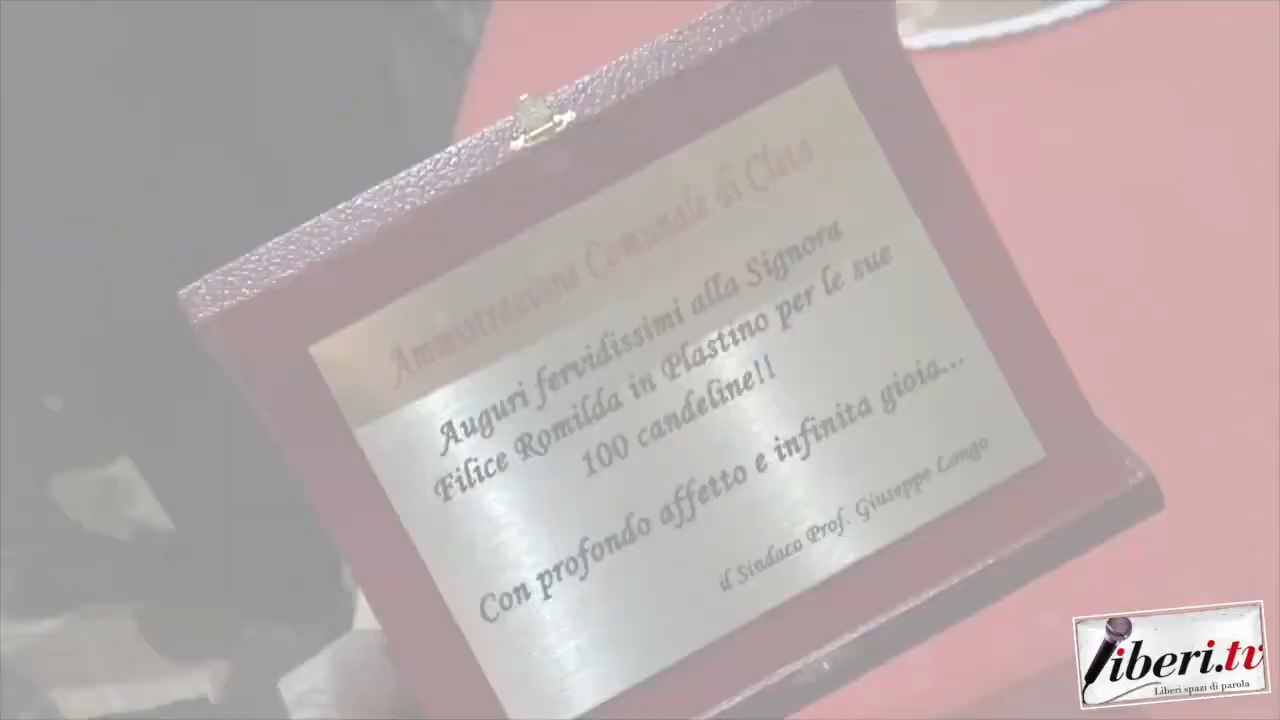 Amministrazione Comunale di Cleto
Auguri fervidissimi alla Signora
Filice Romilda in Plastino per le sue
100 candeline!!
Con profondo affetto e infinita gioia...
il Sindaco Prof. Giuseppe Longo
liberi.tv
Liberi spazi di parola